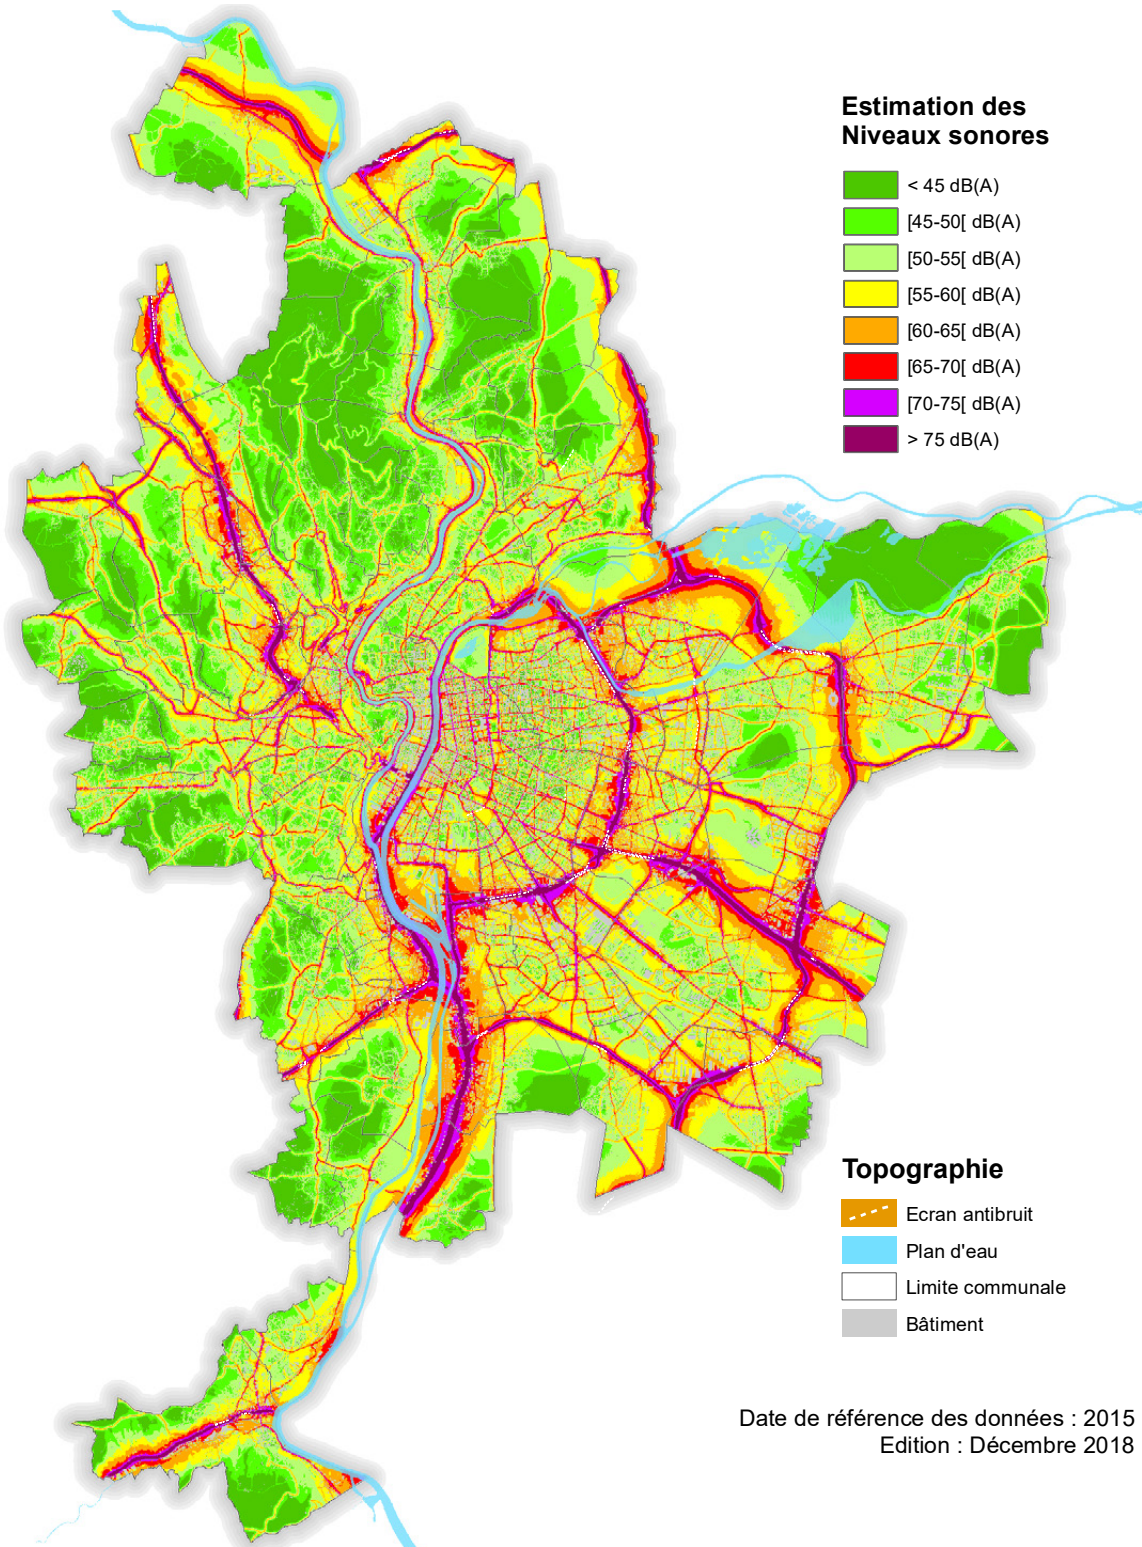 Estimation des
Niveaux sonores
< 45 dB(A)
[45-50[ dB(A)
[50-55[ dB(A)
[55-60[ dB(A)
[60-65[ dB(A)
[65-70[ dB(A)
[70-75[ dB(A)
> 75 dB(A)
Topographie
Ecran antibruit
Plan d'eau
Limite communale
Bâtiment
Date de référence des données : 2015
Edition : Décembre 2018